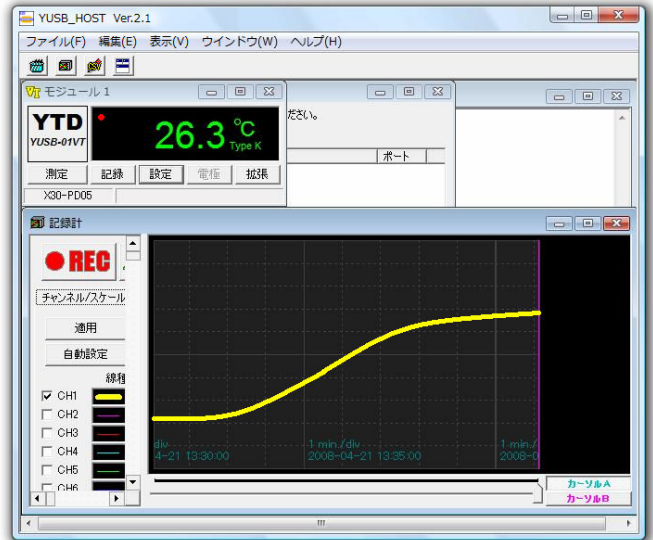 YUSB_HOST Ver.2.1
ファイル(F) 編集(E) 表示(V) ウインドウ(W) ヘルプ(H)
モジュール 1
YTD
YUSB-01VT
26.3 °C
Type K
ださい。
ポート
測定 記録 設定 電極 拡張
X30-PD05
記録計
REC
チャンネル/スケール
適用
自動設定
線種
CH1
CH2
CH3
CH4
CH5
CH6
div 1 min./div 1 min./
4-21 13:30:00 2008-04-21 13:35:00 2008-0
カーソルA
カーソルB